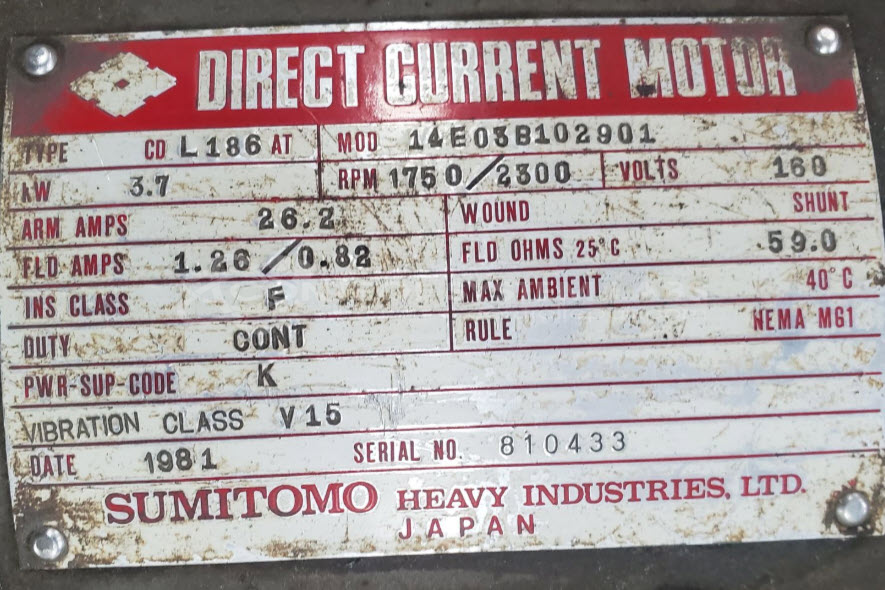 DIRECT CURRENT MOTOR
TYPE CD L186 AT MOD 14E03B102901
kW 3.7 RPM 1750/2300 VOLTS 160
ARM AMPS 26.2 WOUND SHUNT
FLD AMPS 1.26/0.82 FLD OHMS 25°C 59.0
INS CLASS F MAX AMBIENT 40°C
DUTY CONT RULE NEMA MG1
PWR-SUP-CODE K
VIBRATION CLASS V15
DATE 1981 SERIAL NO. 810433
SUMITOMO HEAVY INDUSTRIES, LTD.
JAPAN